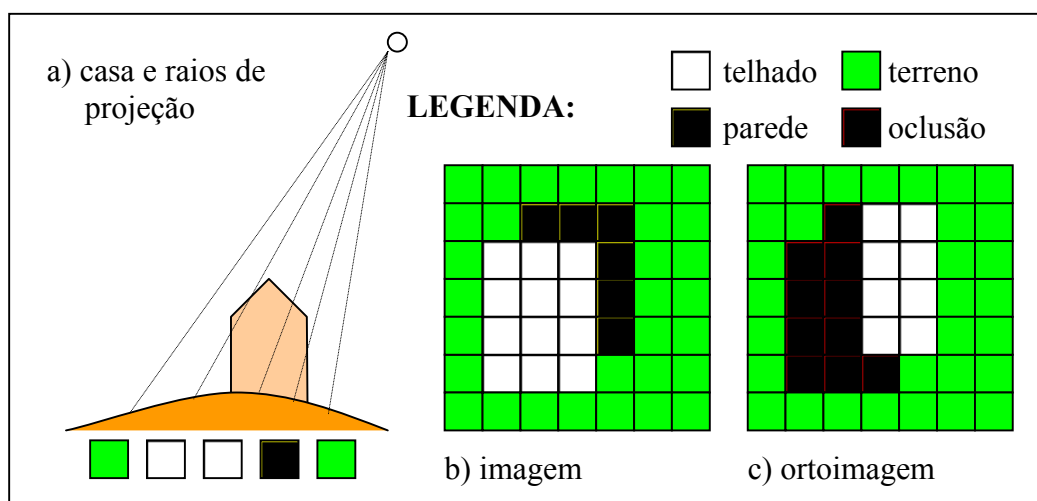 a) casa e raios de
projeção
LEGENDA:
telhado
terreno
parede
oclusão
b) imagem
c) ortoimagem